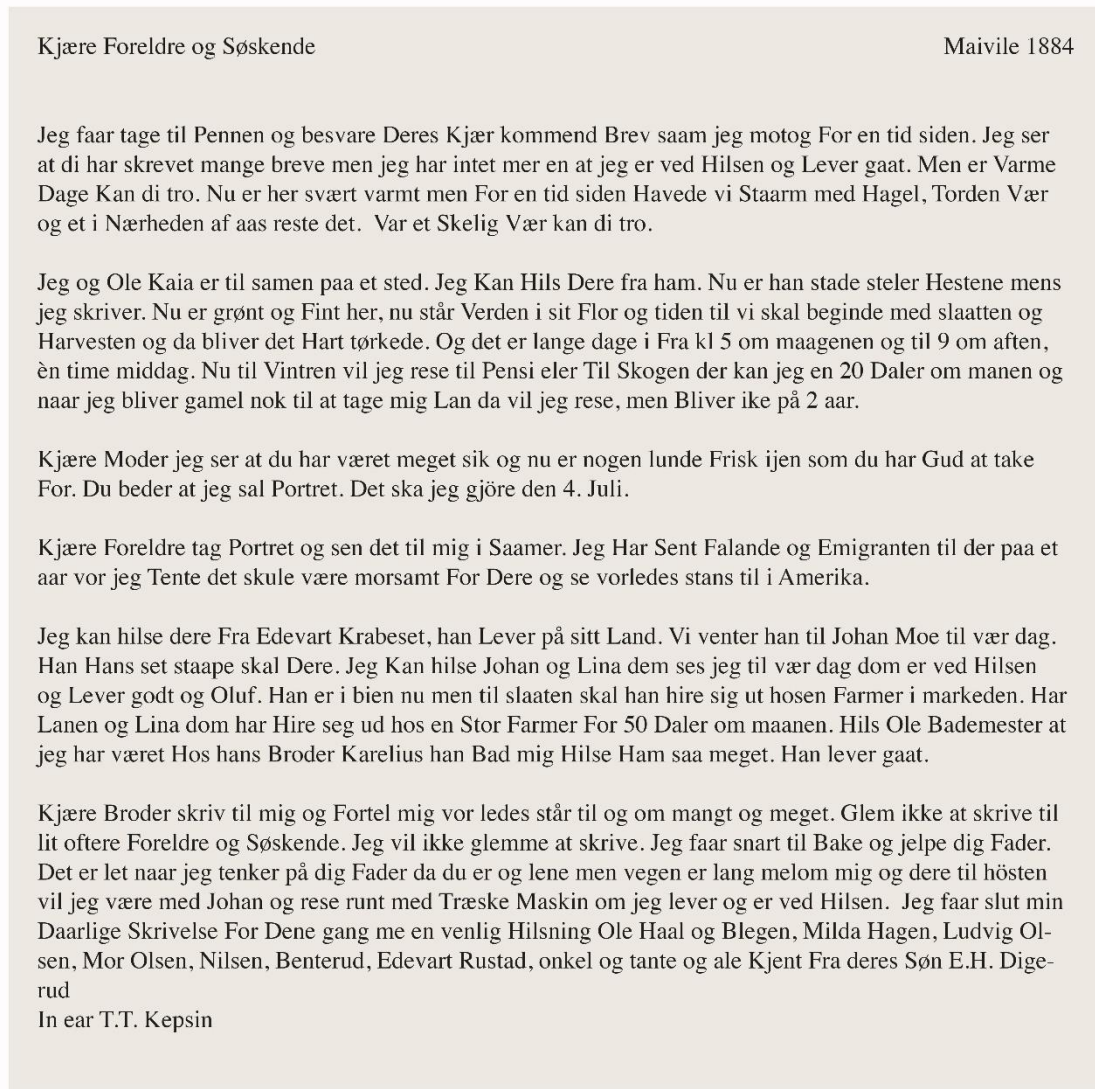 Kjære Foreldre og Søskende Maivile 1884
Jeg faar tage til Pennen og besvare Deres Kjær kommend Brev saam jeg motog For en tid siden. Jeg ser
at di har skrevet mange breve men jeg har intet mer en at jeg er ved Hilsen og Lever gaat. Men er Varme
Dage Kan di tro. Nu er her svært varmt men For en tid siden Havede vi Staarm med Hagel, Torden Vær
og et i Nærheden af aas reste det.  Var et Skelig Vær kan di tro.
Jeg og Ole Kaia er til samen paa et sted. Jeg Kan Hils Dere fra ham. Nu er han stade steler Hestene mens
jeg skriver. Nu er grønt og Fint her, nu står Verden i sit Flor og tiden til vi skal beginde med slaatten og
Harvesten og da bliver det Hart tørkede. Og det er lange dage i Fra kl 5 om maagenen og til 9 om aften,
èn time middag. Nu til Vintren vil jeg rese til Pensi eler Til Skogen der kan jeg en 20 Daler om manen og
naar jeg bliver gamel nok til at tage mig Lan da vil jeg rese, men Bliver ike på 2 aar.
Kjære Moder jeg ser at du har været meget sik og nu er nogen lunde Frisk ijen som du har Gud at take
For. Du beder at jeg sal Portret. Det ska jeg gjöre den 4. Juli.
Kjære Foreldre tag Portret og sen det til mig i Saamer. Jeg Har Sent Falande og Emigranten til der paa et
aar vor jeg Tente det skule være morsamt For Dere og se vorledes stans til i Amerika.
Jeg kan hilse dere Fra Edevart Krabeset, han Lever på sitt Land. Vi venter han til Johan Moe til vær dag.
Han Hans set staape skal Dere. Jeg Kan hilse Johan og Lina dem ses jeg til vær dag dom er ved Hilsen
og Lever godt og Oluf. Han er i bien nu men til slaaten skal han hire sig ut hosen Farmer i markeden. Har
Lanen og Lina dom har Hire seg ud hos en Stor Farmer For 50 Daler om maanen. Hils Ole Bademester at
jeg har været Hos hans Broder Karelius han Bad mig Hilse Ham saa meget. Han lever gaat.
Kjære Broder skriv til mig og Fortel mig vor ledes står til og om mangt og meget. Glem ikke at skrive til
lit oftere Foreldre og Søskende. Jeg vil ikke glemme at skrive. Jeg faar snart til Bake og jelpe dig Fader.
Det er let naar jeg tenker på dig Fader da du er og lene men vegen er lang melom mig og dere til hösten
vil jeg være med Johan og rese runt med Træske Maskin om jeg lever og er ved Hilsen.  Jeg faar slut min
Daarlige Skrivelse For Dene gang me en venlig Hilsning Ole Haal og Blegen, Milda Hagen, Ludvig Ol-
sen, Mor Olsen, Nilsen, Benterud, Edevart Rustad, onkel og tante og ale Kjent Fra deres Søn E.H. Dige-
rud
In ear T.T. Kepsin